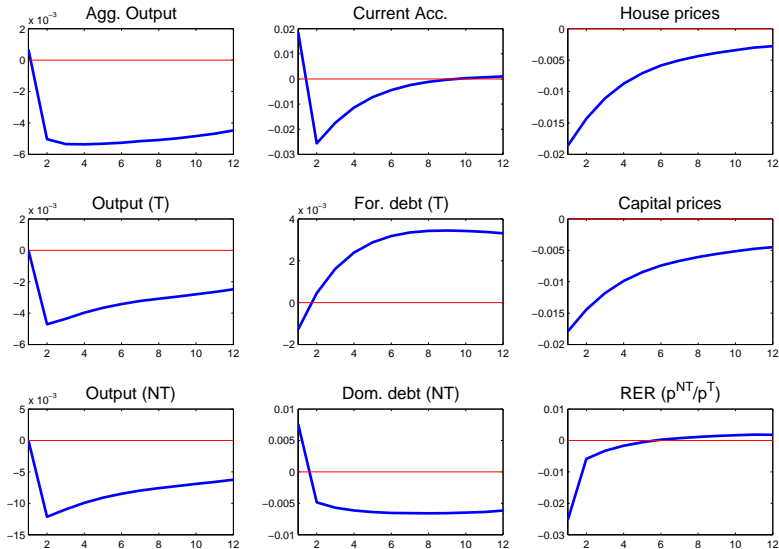 Agg. Output
x 10⁻³
2
0
−2
−4
−6
2 4 6 8 10 12
Current Acc.
0.02
0.01
0
−0.01
−0.02
−0.03
2 4 6 8 10 12
House prices
0
−0.005
−0.01
−0.015
−0.02
2 4 6 8 10 12
Output (T)
x 10⁻³
2
0
−2
−4
−6
2 4 6 8 10 12
For. debt (T)
x 10⁻³
4
2
0
−2
2 4 6 8 10 12
Capital prices
0
−0.005
−0.01
−0.015
−0.02
2 4 6 8 10 12
Output (NT)
x 10⁻³
5
0
−5
−10
−15
2 4 6 8 10 12
Dom. debt (NT)
0.01
0.005
0
−0.005
−0.01
2 4 6 8 10 12
RER (p^NT/p^T)
0.01
0
−0.01
−0.02
−0.03
2 4 6 8 10 12